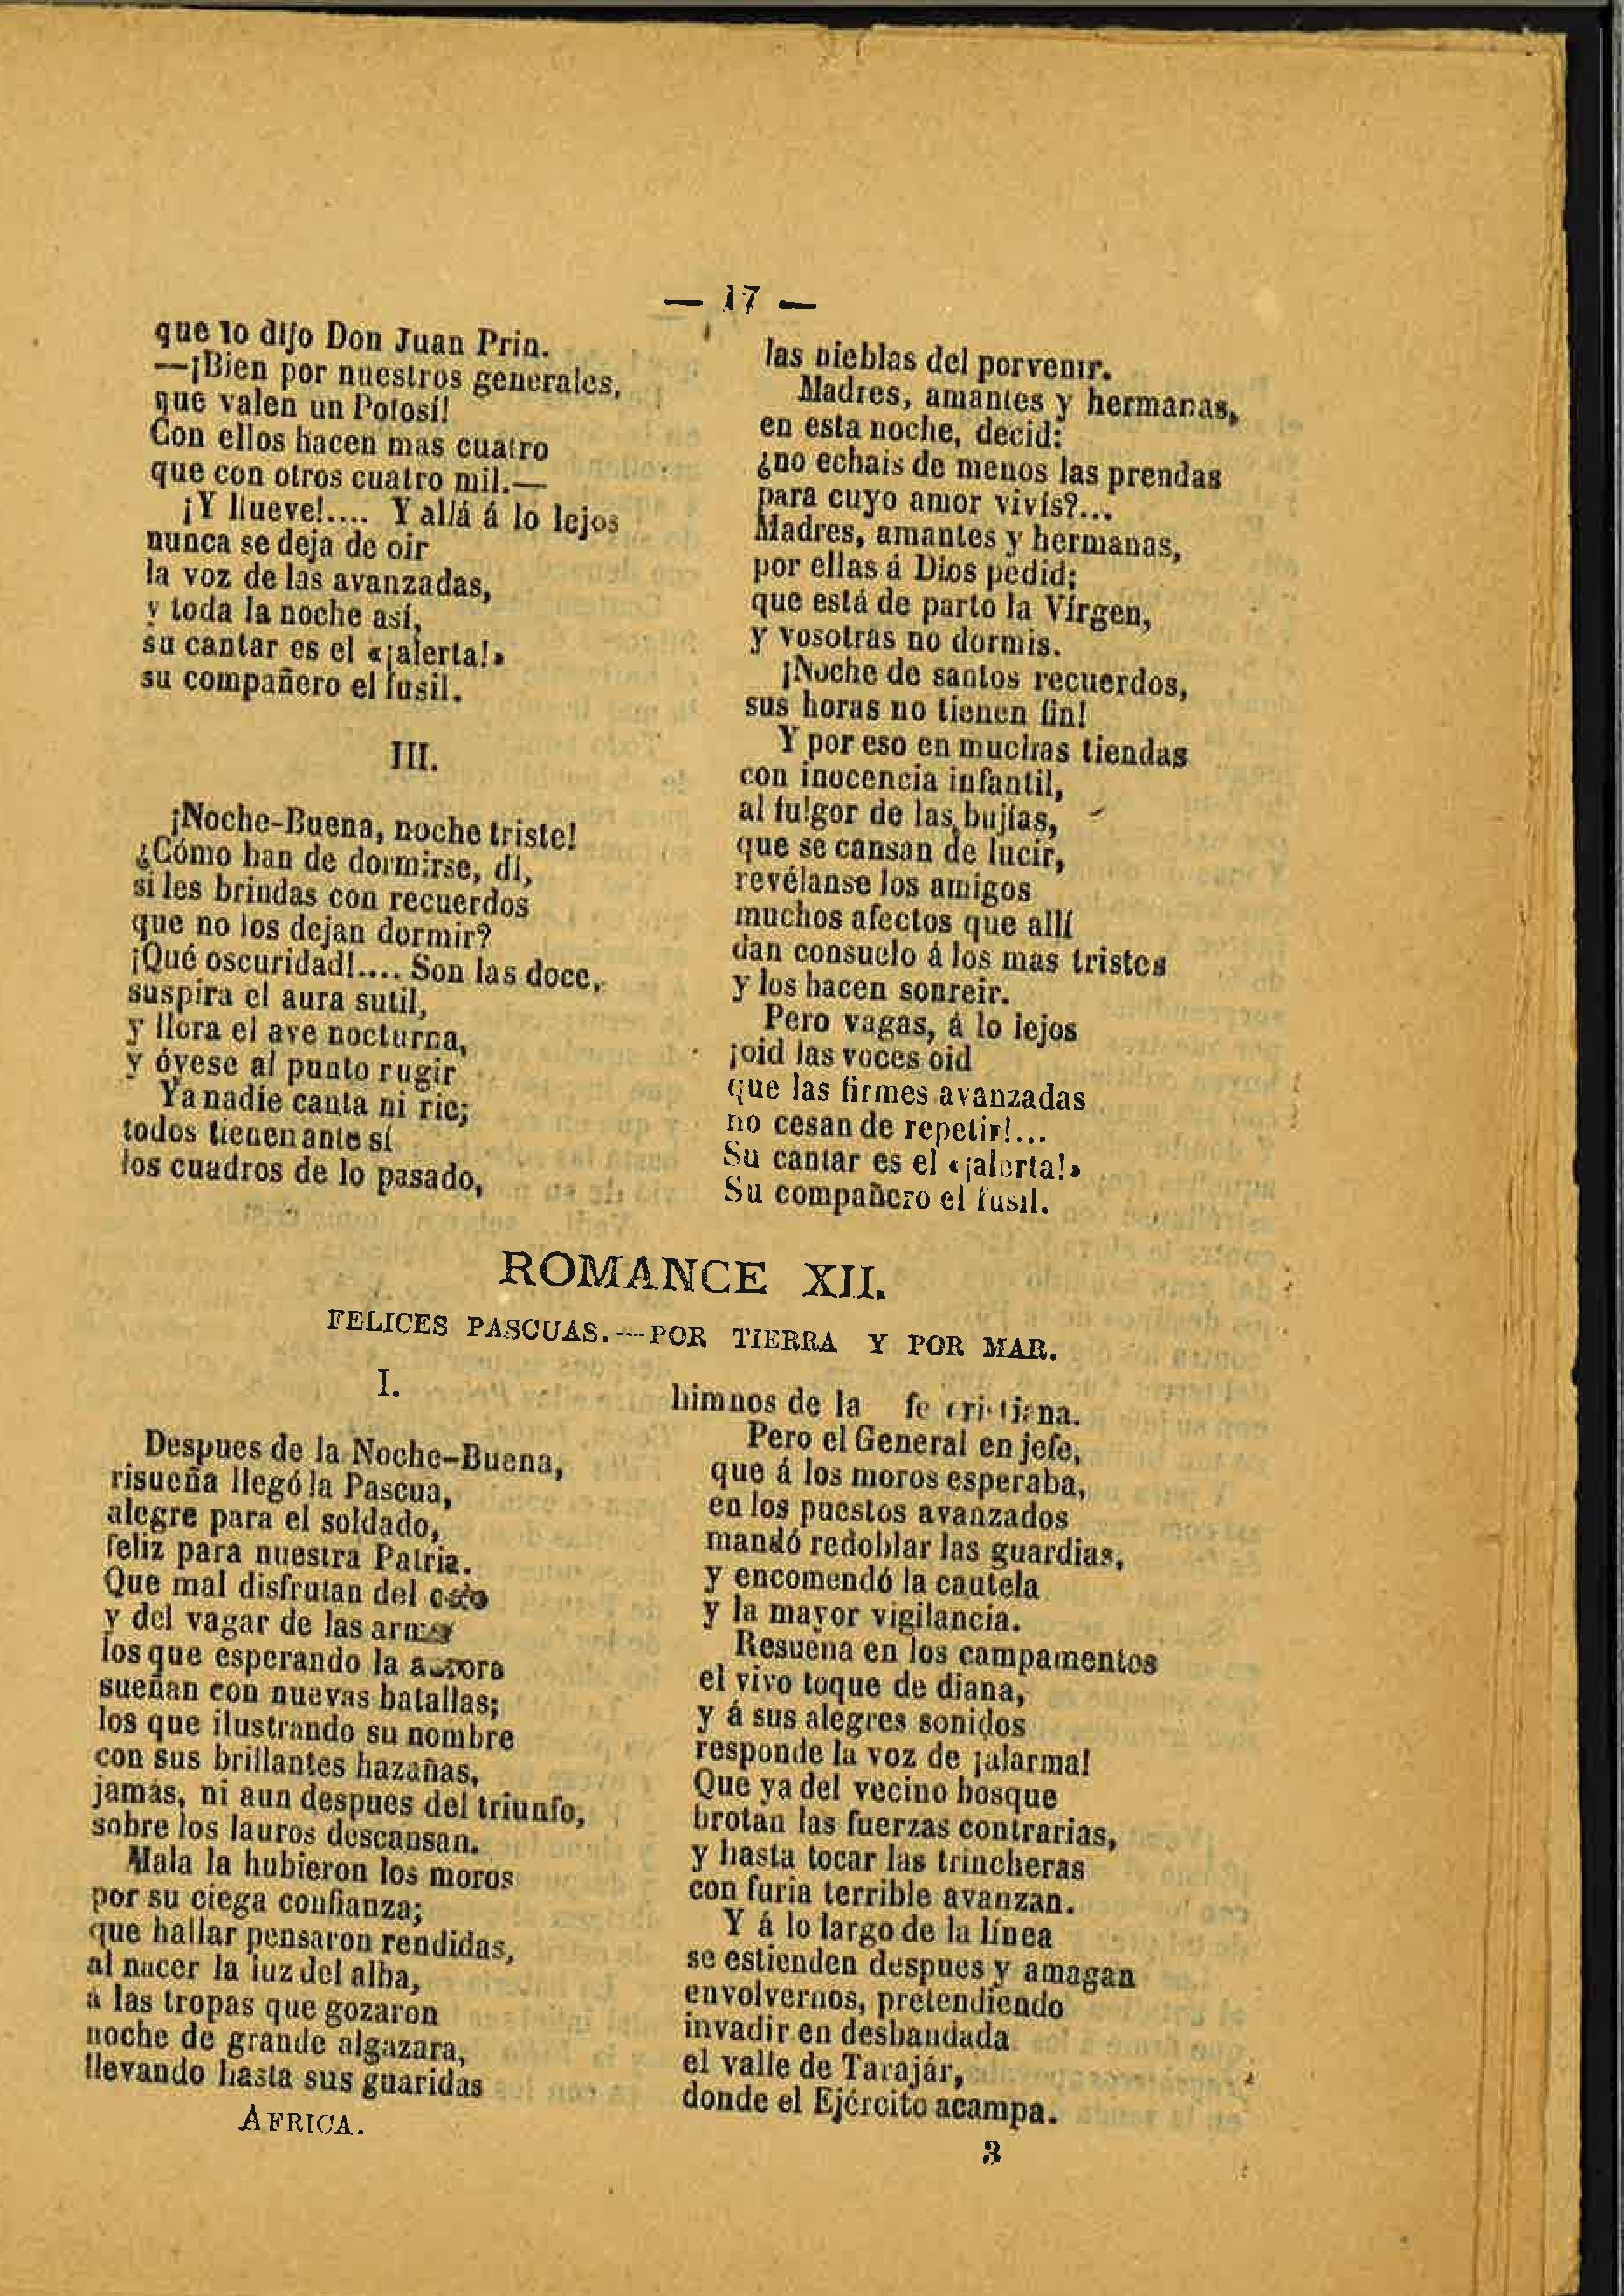 — 17 —
que lo dijo Don Juan Prin.
—¡Bien por nuestros generales,
que valen un Potosí!
Con ellos hacen mas cuatro
que con otros cuatro mil.—
¡Y llueve!.... Y allá á lo lejos
nunca se deja de oir
la voz de las avanzadas,
y toda la noche así,
su cantar es el «¡alerta!»
su compañero el fusil.
III.
¡Noche-Buena, noche triste!
¿Cómo han de dormirse, dí,
si les brindas con recuerdos
que no los dejan dormir?
¡Qué oscuridad!.... Son las doce,
suspira el aura sutil,
y llora el ave nocturna,
y óyese al punto rugir
Ya nadie canta ni rie;
todos tienen ante sí
los cuadros de lo pasado,
las nieblas del porvenir.
Madres, amantes y hermanas,
en esta noche, decid:
¿no echais de menos las prendas
para cuyo amor vivís?...
Madres, amantes y hermanas,
por ellas á Dios pedid;
que está de parto la Vírgen,
y vosotras no dormis.
¡Noche de santos recuerdos,
sus horas no tienen fin!
Y por eso en muchas tiendas
con inocencia infantil,
al fulgor de las bujías,
que se cansan de lucir,
revélanse los amigos
muchos afectos que allí
dan consuelo á los mas tristes
y los hacen sonreir.
Pero vagas, á lo lejos
¡oid las voces oid
que las firmes avanzadas
no cesan de repetir!...
Su cantar es el «¡alerta!»
Su compañero el fusil.
ROMANCE XII.
FELICES PASCUAS.—POR TIERRA Y POR MAR.
I.
Despues de la Noche-Buena,
risueña llegó la Pascua,
alegre para el soldado,
feliz para nuestra Patria.
Que mal disfrutan del
y del vagar de las armas
los que esperando la aurora
sueñan con nuevas batallas;
los que ilustrando su nombre
con sus brillantes hazañas,
jamás, ni aun despues del triunfo,
sobre los lauros descansan.
Mala la hubieron los moros
por su ciega confianza;
que hallar pensaron rendidas,
al nacer la luz del alba,
á las tropas que gozaron
noche de grande algazara,
llevando hasta sus guaridas
himnos de la fe cristiana.
Pero el General en jefe,
que á los moros esperaba,
en los puestos avanzados
mandó redoblar las guardias,
y encomendó la cautela
y la mayor vigilancia.
Resuena en los campamentos
el vivo toque de diana,
y á sus alegres sonidos
responde la voz de ¡alarma!
Que ya del vecino bosque
brotan las fuerzas contrarias,
y hasta tocar las trincheras
con furia terrible avanzan.
Y á lo largo de la línea
se estienden despues y amagan
envolvernos, pretendiendo
invadir en desbandada
el valle de Tarajár,
donde el Ejército acampa.
AFRICA.
3